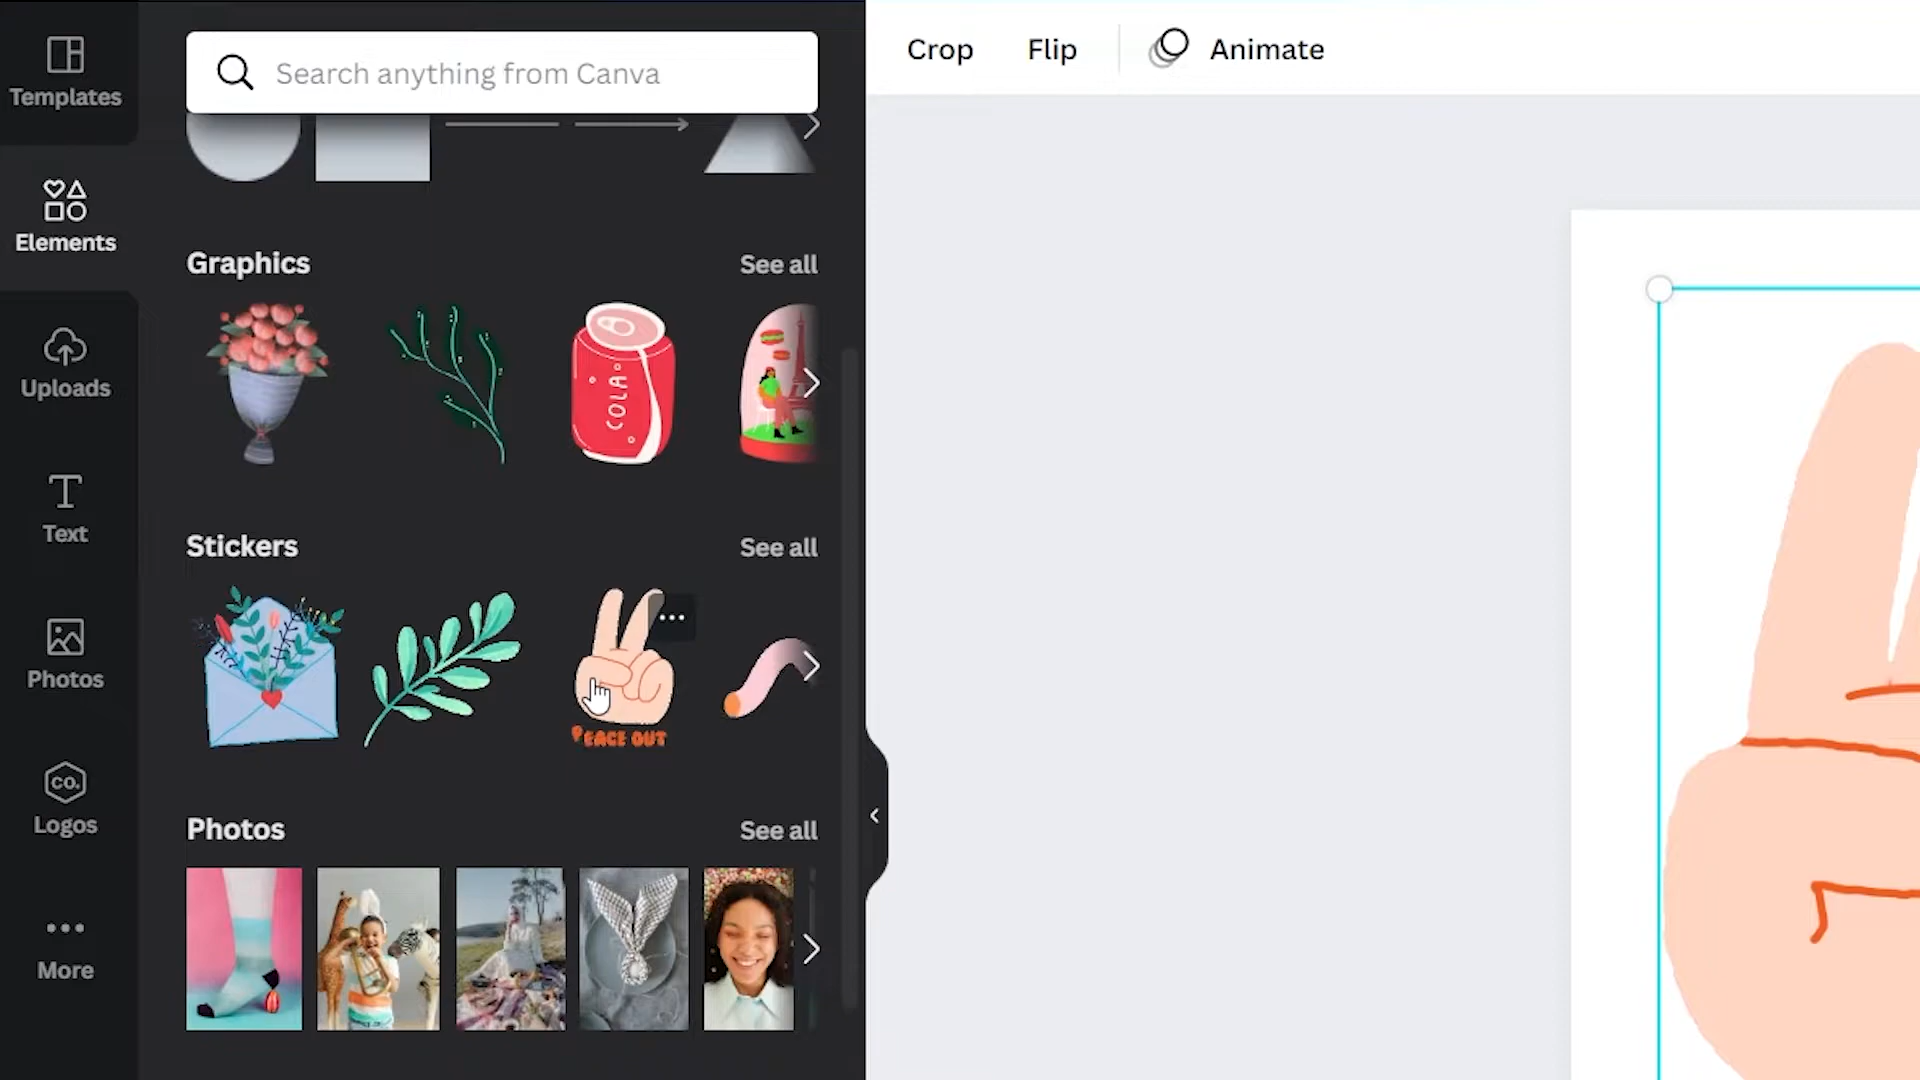 Templates
Elements
Uploads
Text
Photos
CO.
Logos
More
Search anything from Canva
Graphics
See all
COLA
Stickers
See all
PEACE OUT
Photos
See all
Crop
Flip
Animate